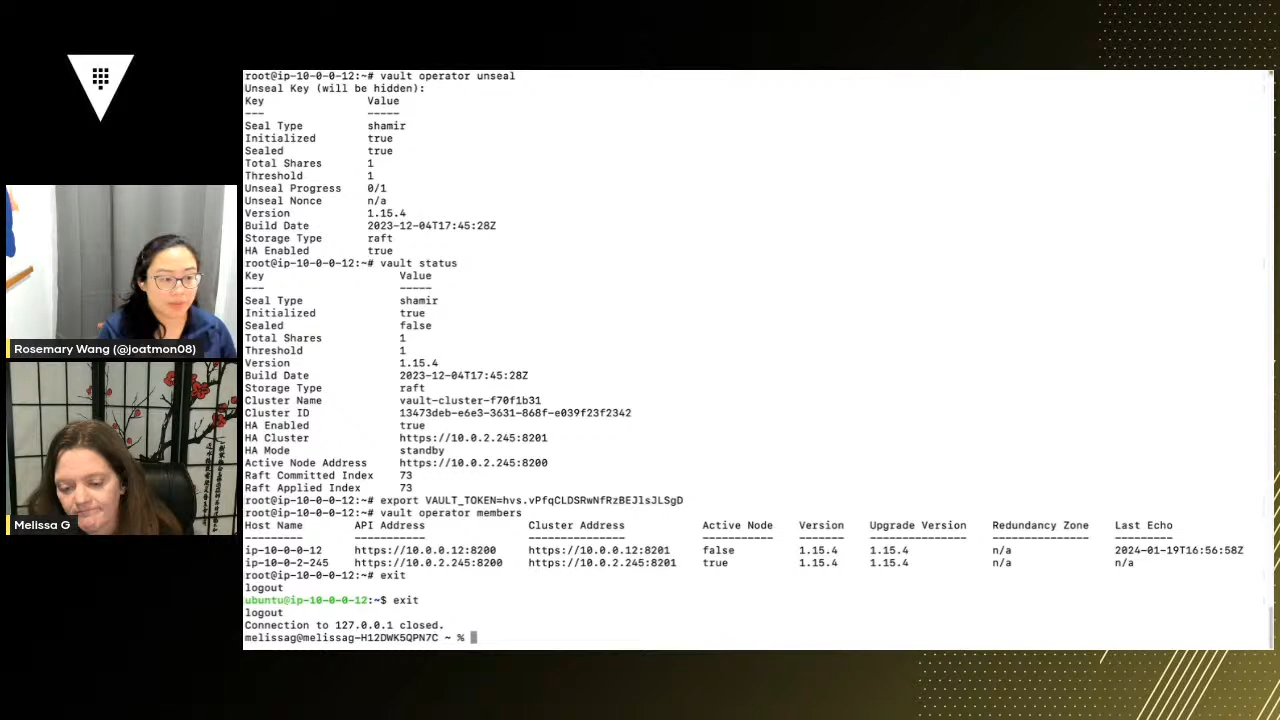 root@ip-10-0-0-12:~# vault operator unseal
Unseal Key (will be hidden):
Key Value
--- -----
Seal Type shamir
Initialized true
Sealed true
Total Shares 1
Threshold 1
Unseal Progress 0/1
Unseal Nonce n/a
Version 1.15.4
Build Date 2023-12-04T17:45:28Z
Storage Type raft
HA Enabled true
root@ip-10-0-0-12:~# vault status
Key Value
--- -----
Seal Type shamir
Initialized true
Sealed false
Total Shares 1
Threshold 1
Version 1.15.4
Build Date 2023-12-04T17:45:28Z
Storage Type raft
Cluster Name vault-cluster-f70f1b31
Cluster ID 13473deb-e6e3-3631-868f-e039f23f2342
HA Enabled true
HA Cluster https://10.0.2.245:8201
HA Mode standby
Active Node Address https://10.0.2.245:8200
Raft Committed Index 73
Raft Applied Index 73
root@ip-10-0-0-12:~# export VAULT_TOKEN=hvs.vPfqCLDSRwNfRzBEJlsJLSgD
root@ip-10-0-0-12:~# vault operator members
Host Name API Address Cluster Address Active Node Version Upgrade Version Redundancy Zone Last Echo
--------- ----------- --------------- ----------- ------- --------------- --------------- ---------
ip-10-0-0-12 https://10.0.0.12:8200 https://10.0.0.12:8201 false 1.15.4 1.15.4 n/a 2024-01-19T16:56:58Z
ip-10-0-2-245 https://10.0.2.245:8200 https://10.0.2.245:8201 true 1.15.4 1.15.4 n/a n/a
root@ip-10-0-0-12:~# exit
logout
ubuntu@ip-10-0-0-12:~$ exit
logout
Connection to 127.0.0.1 closed.
melissag@melissag-H12DWK5QPN7C ~ %
Rosemary Wang (@joatmon08)
Melissa G